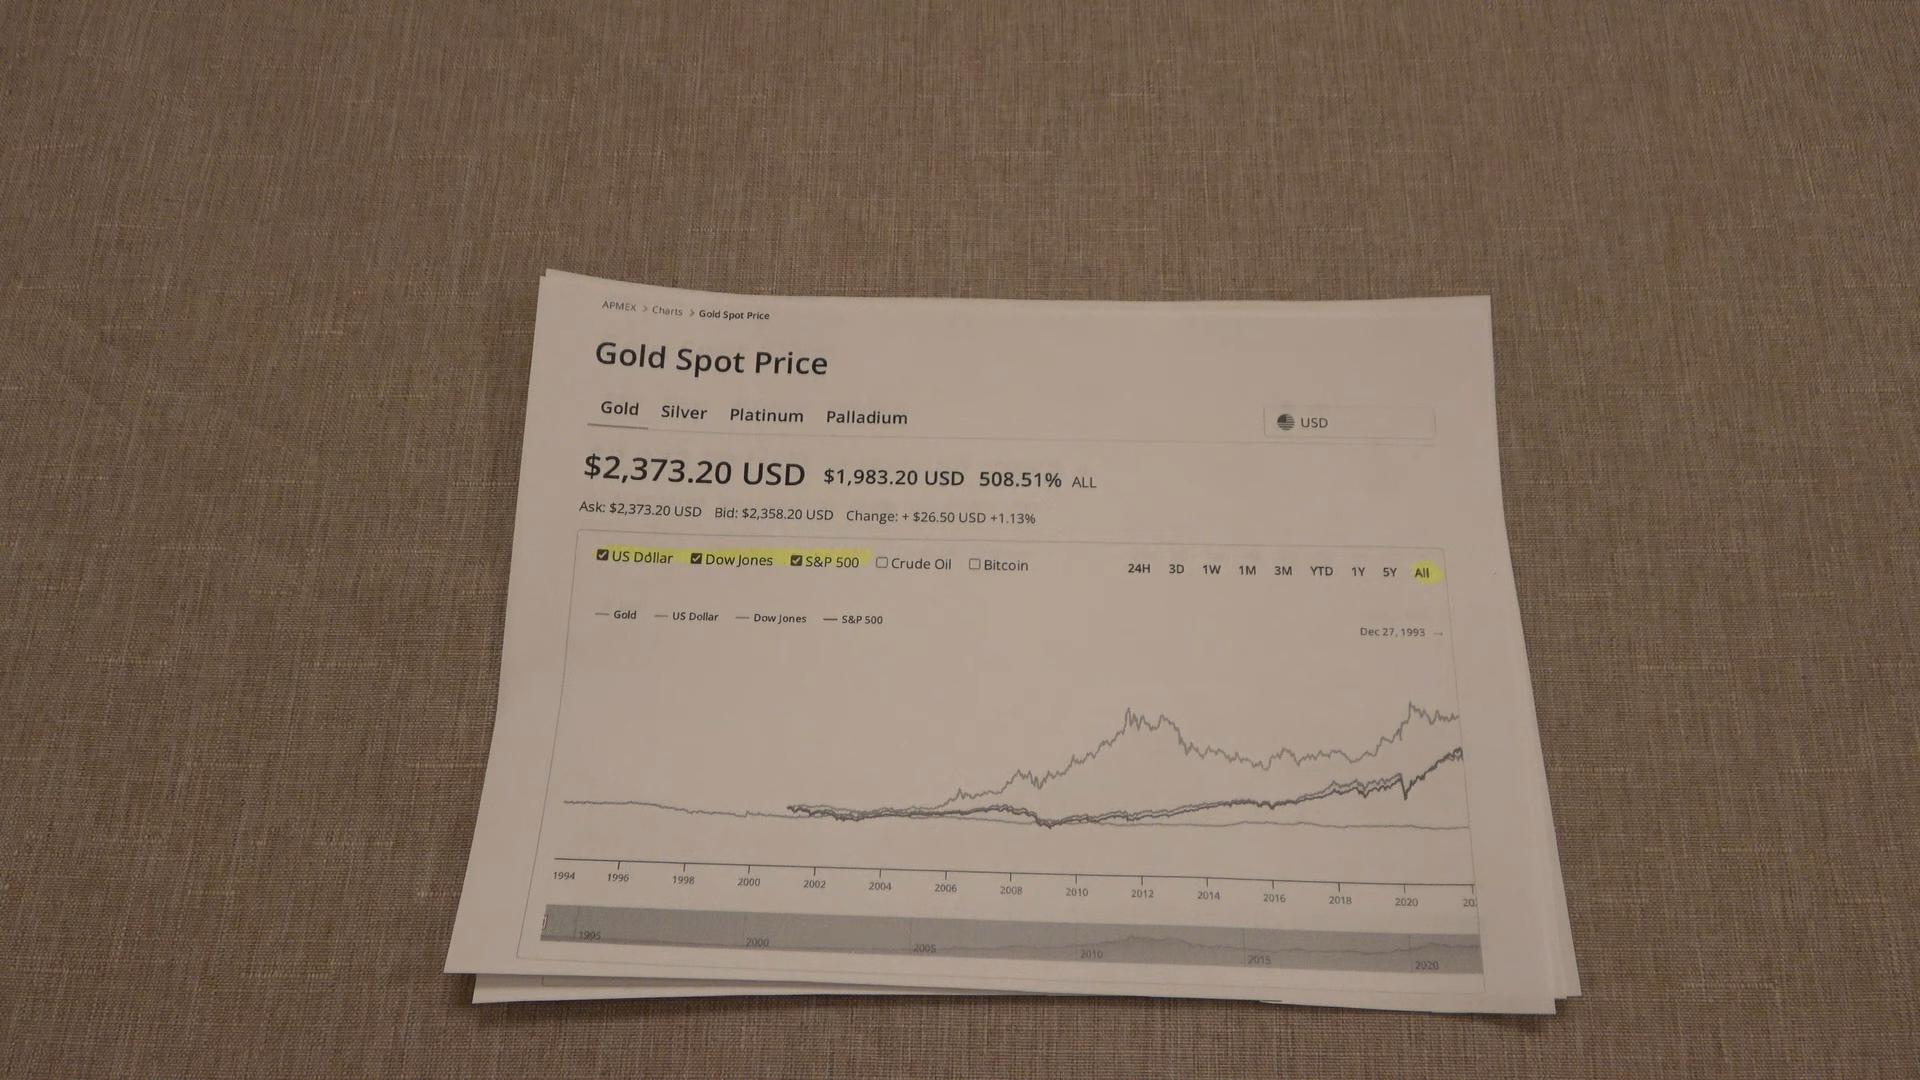 APMEX > Charts > Gold Spot Price
Gold Spot Price
Gold Silver Platinum Palladium
USD
$2,373.20 USD $1,983.20 USD 508.51% ALL
Ask: $2,373.20 USD Bid: $2,358.20 USD Change: + $26.50 USD +1.13%
US Dollar Dow Jones S&P 500 Crude Oil Bitcoin
24H 3D 1W 1M 3M YTD 1Y 5Y All
Gold US Dollar Dow Jones S&P 500
Dec 27, 1993 →
1994 1996 1998 2000 2002 2004 2006 2008 2010 2012 2014 2016 2018 2020 20
1995 2000 2005 2010 2015 2020